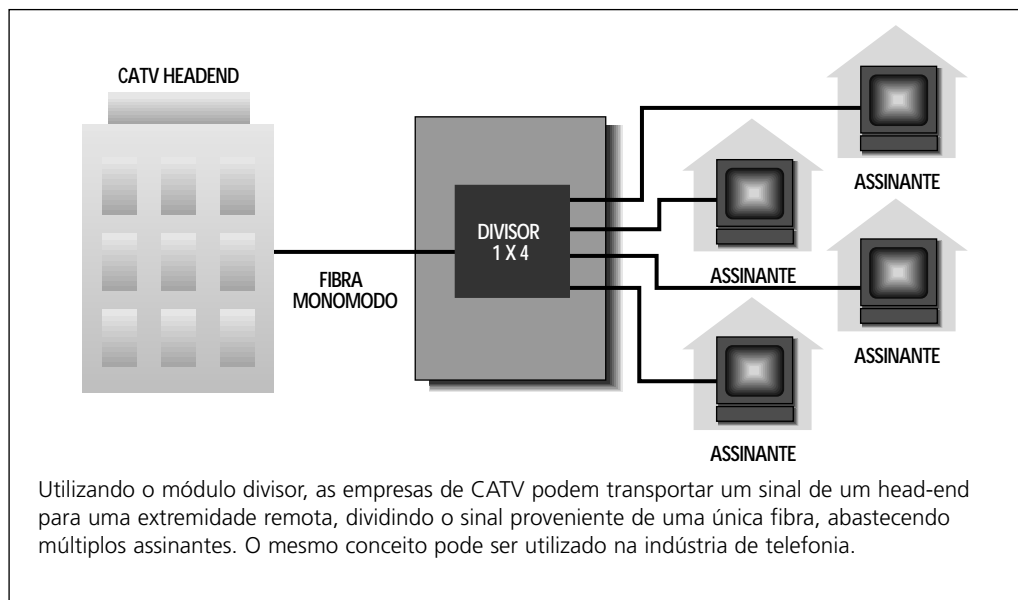 CATV HEADEND
FIBRA
MONOMODO
DIVISOR
1 X 4
ASSINANTE
ASSINANTE
ASSINANTE
ASSINANTE
Utilizando o módulo divisor, as empresas de CATV podem transportar um sinal de um head-end
para uma extremidade remota, dividindo o sinal proveniente de uma única fibra, abastecendo
múltiplos assinantes. O mesmo conceito pode ser utilizado na indústria de telefonia.